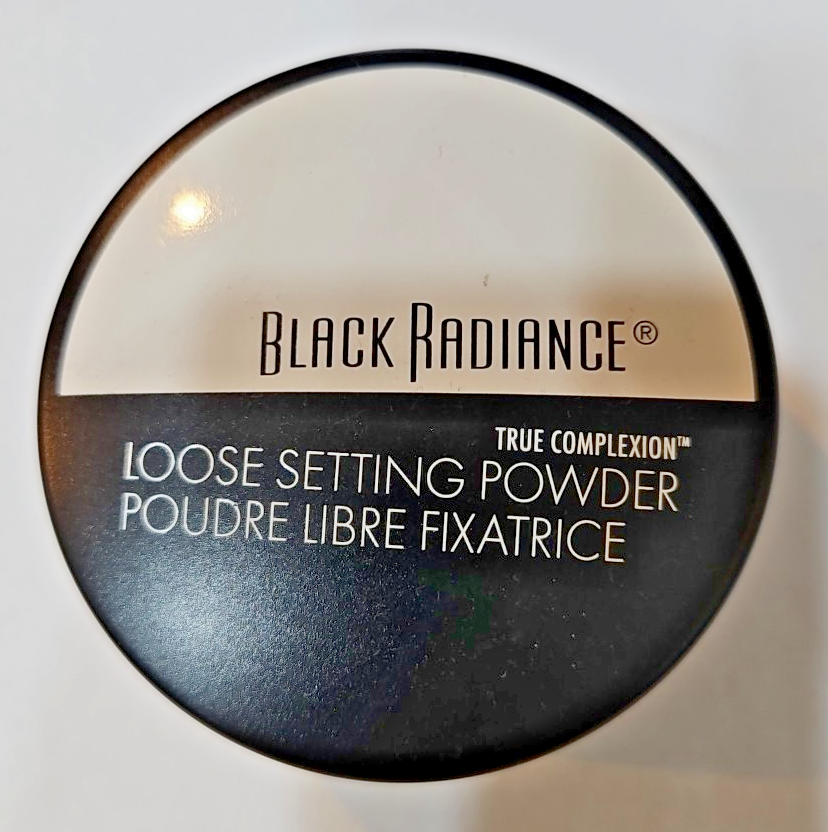 BLACK RADIANCE®
TRUE COMPLEXION™
LOOSE SETTING POWDER
POUDRE LIBRE FIXATRICE